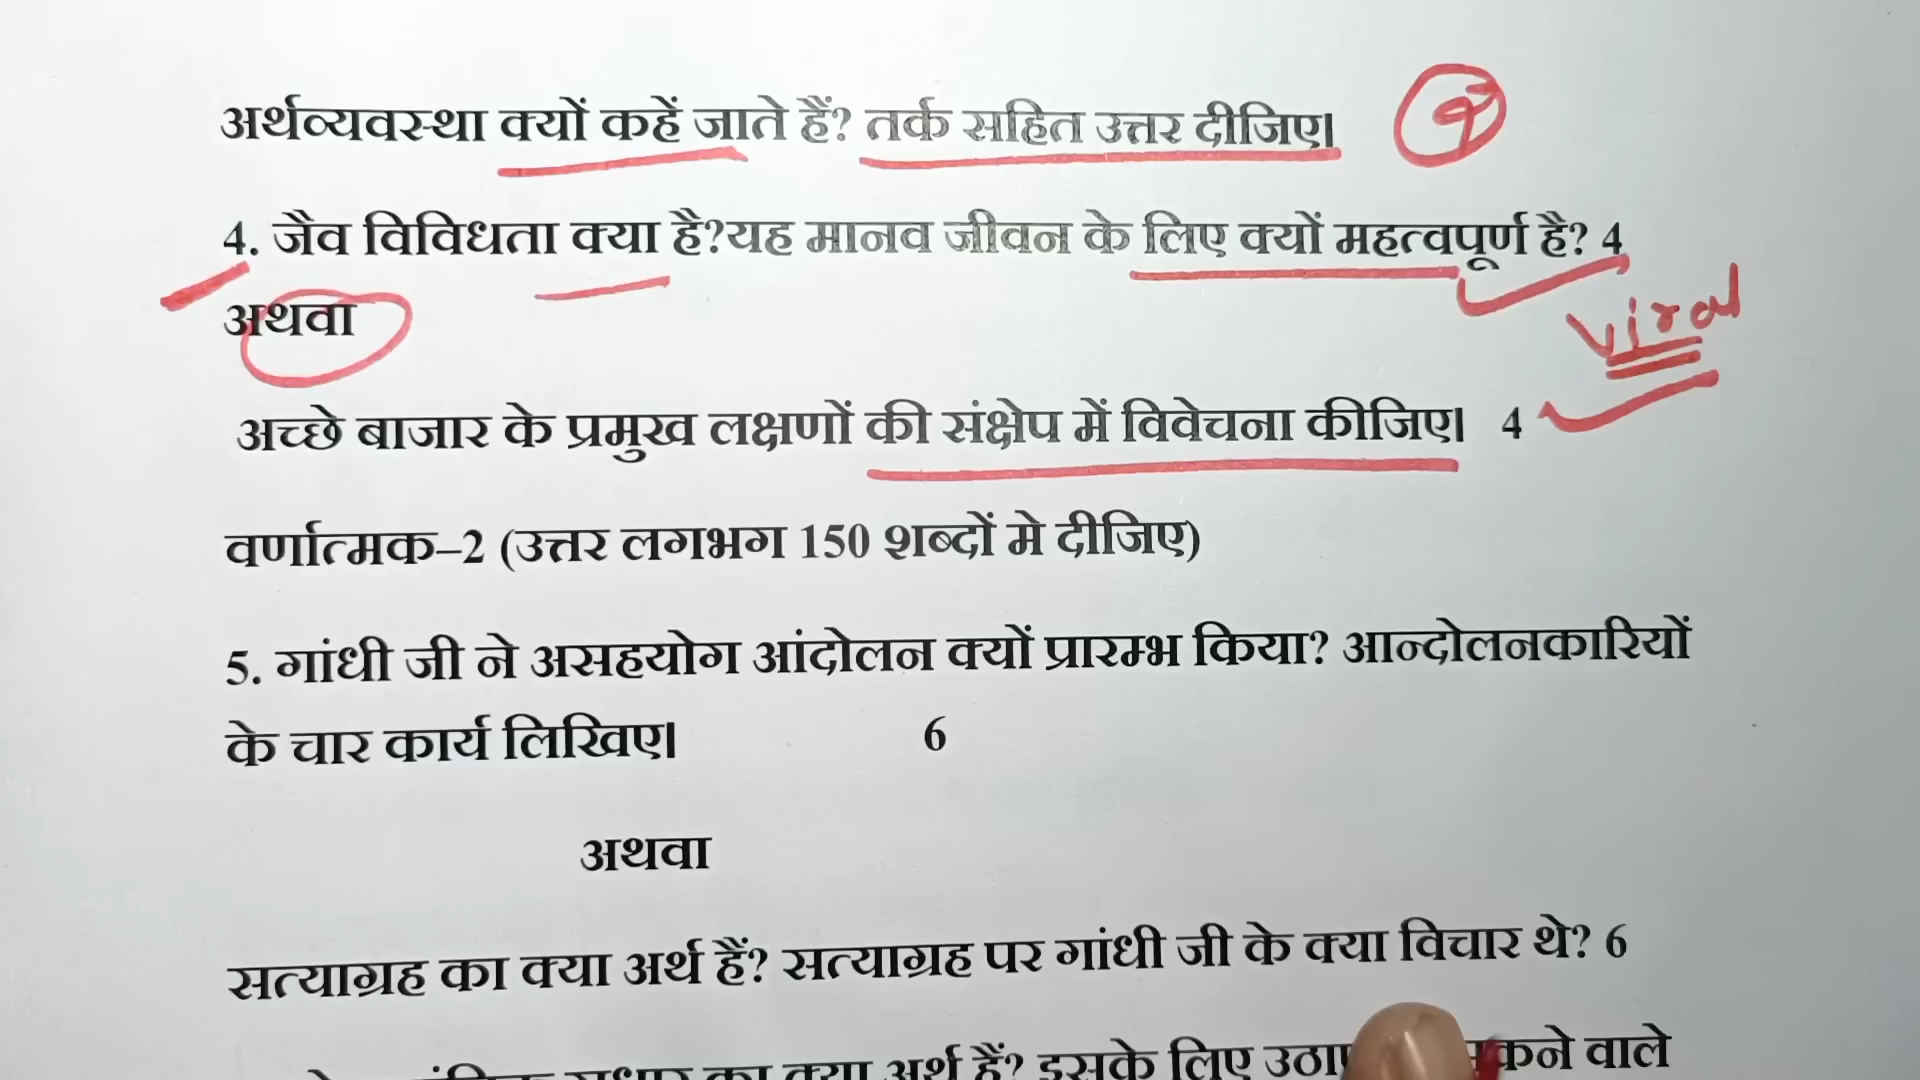 अर्थव्यवस्था क्यों कहें जाते हैं? तर्क सहित उत्तर दीजिए।
4. जैव विविधता क्या है?यह मानव जीवन के लिए क्यों महत्वपूर्ण है? 4
अथवा
Viral
अच्छे बाजार के प्रमुख लक्षणों की संक्षेप में विवेचना कीजिए। 4
वर्णात्मक–2 (उत्तर लगभग 150 शब्दों मे दीजिए)
5. गांधी जी ने असहयोग आंदोलन क्यों प्रारम्भ किया? आन्दोलनकारियों
के चार कार्य लिखिए। 6
अथवा
सत्याग्रह का क्या अर्थ हैं? सत्याग्रह पर गांधी जी के क्या विचार थे? 6
सुधार का क्या अर्थ हैं? इसके लिए वाले